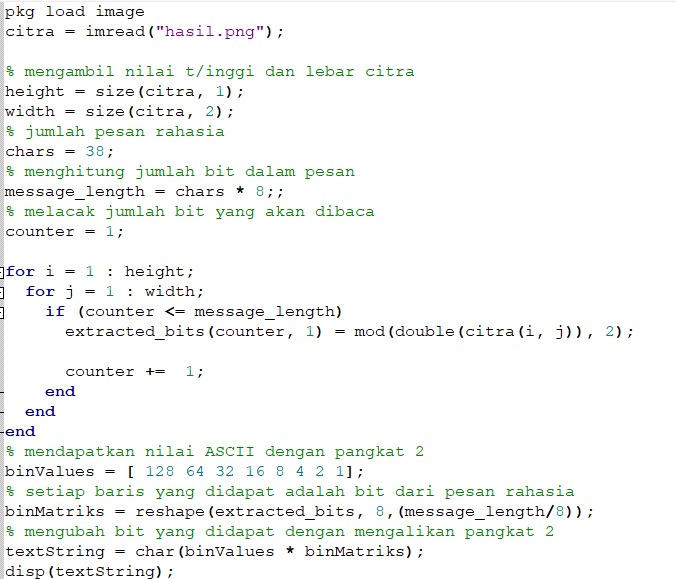 pkg load image
citra = imread("hasil.png");
% mengambil nilai t/inggi dan lebar citra
height = size(citra, 1);
width = size(citra, 2);
% jumlah pesan rahasia
chars = 38;
% menghitung jumlah bit dalam pesan
message_length = chars * 8;;
% melacak jumlah bit yang akan dibaca
counter = 1;
for i = 1 : height;
for j = 1 : width;
if (counter <= message_length)
extracted_bits(counter, 1) = mod(double(citra(i, j)), 2);
counter += 1;
end
end
end
% mendapatkan nilai ASCII dengan pangkat 2
binValues = [ 128 64 32 16 8 4 2 1];
% setiap baris yang didapat adalah bit dari pesan rahasia
binMatriks = reshape(extracted_bits, 8,(message_length/8));
% mengubah bit yang didapat dengan mengalikan pangkat 2
textString = char(binValues * binMatriks);
disp(textString);